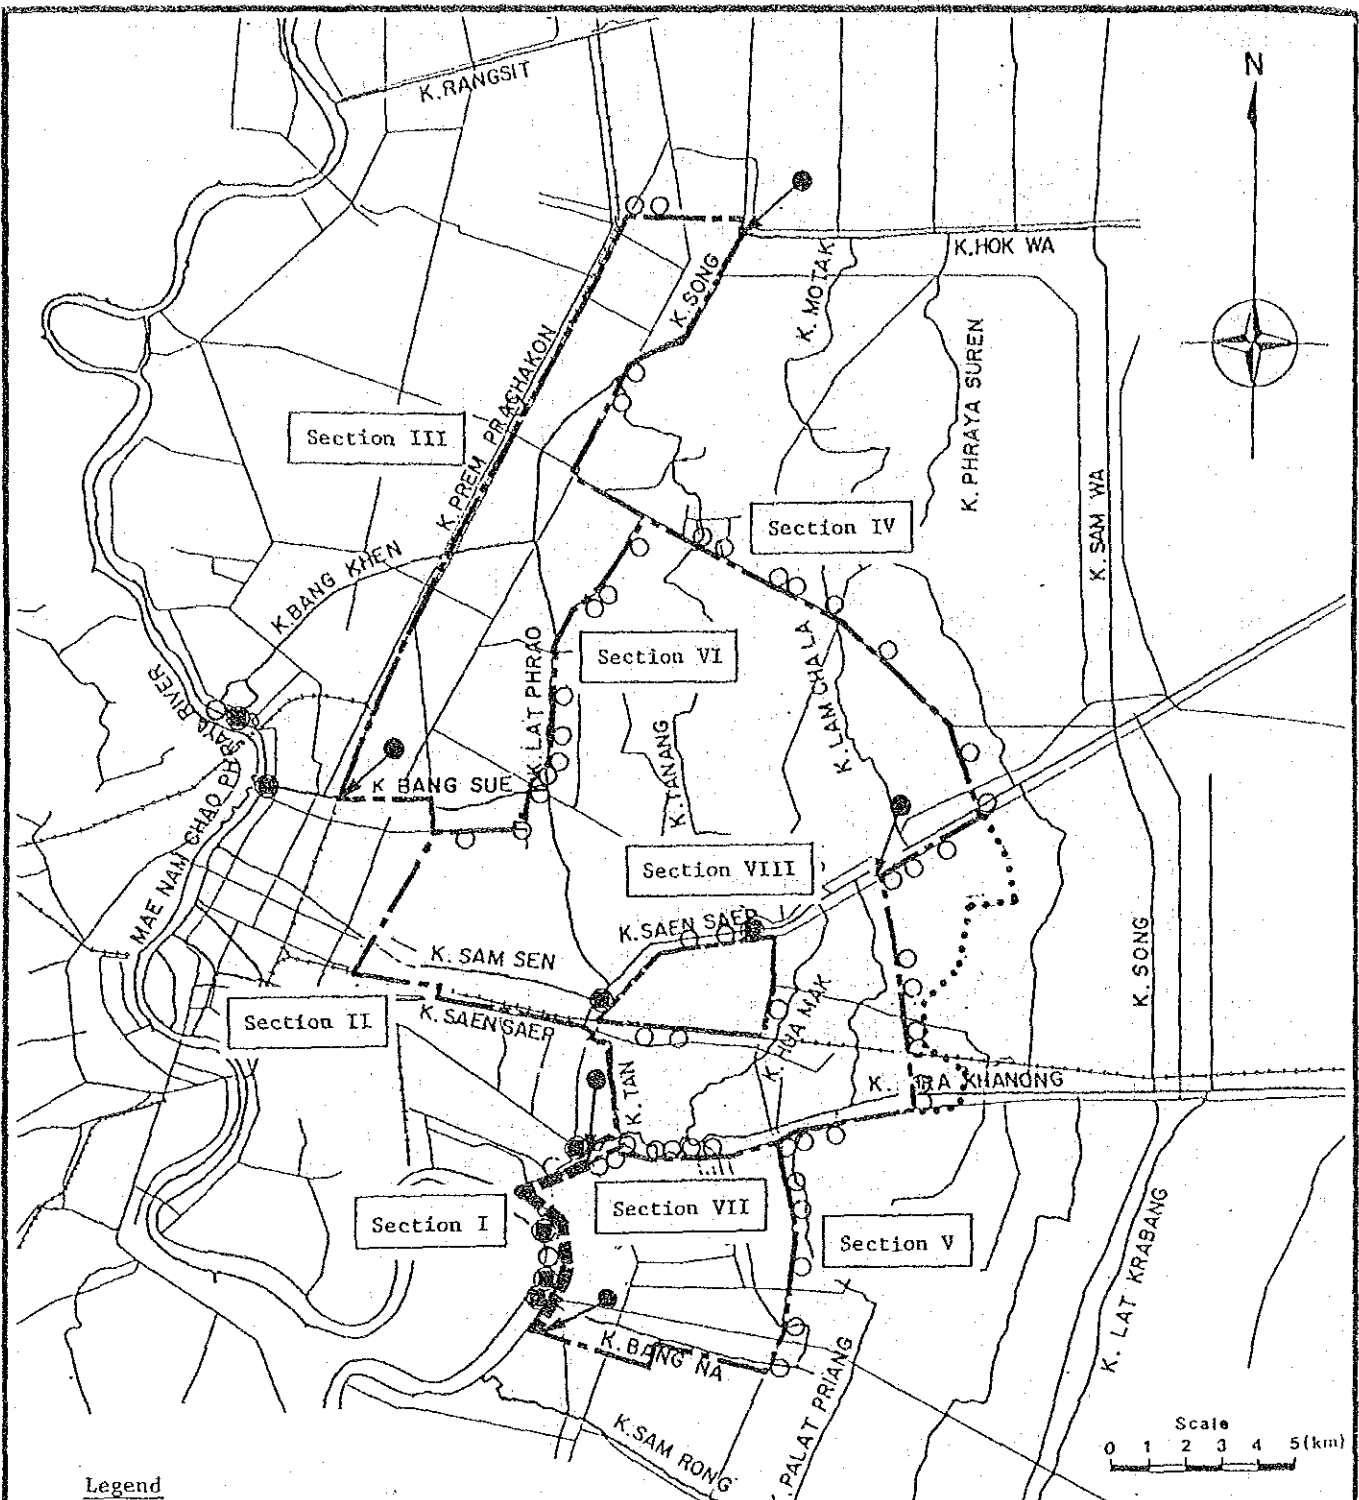 K. RANGSIT
N
K. HOK WA
K. MOTAK
K. SONG
K. PHRAYA SUREN
K. PREM PRACHAKON
Section III
K. SAM WA
Section IV
K. BANG KHEN
K. LAT PHRAO
Section VI
MAE NAM CHAO PHRAYA RIVER
K. LAM CHA LA
K. TANANG
K BANG SUE
Section VIII
K. SAEN SAEP
K. SAM SEN
K. SONG
Section II
K. SAEN SAEP
K. HUA MAK
K. TAN
KHANONG
Section VII
Section I
Section V
K. LAT KRABANG
K. BANG NA
PALAT PRIANG
K. SAM RONG
Scale
0 1 2 3 4 5(km)
Legend